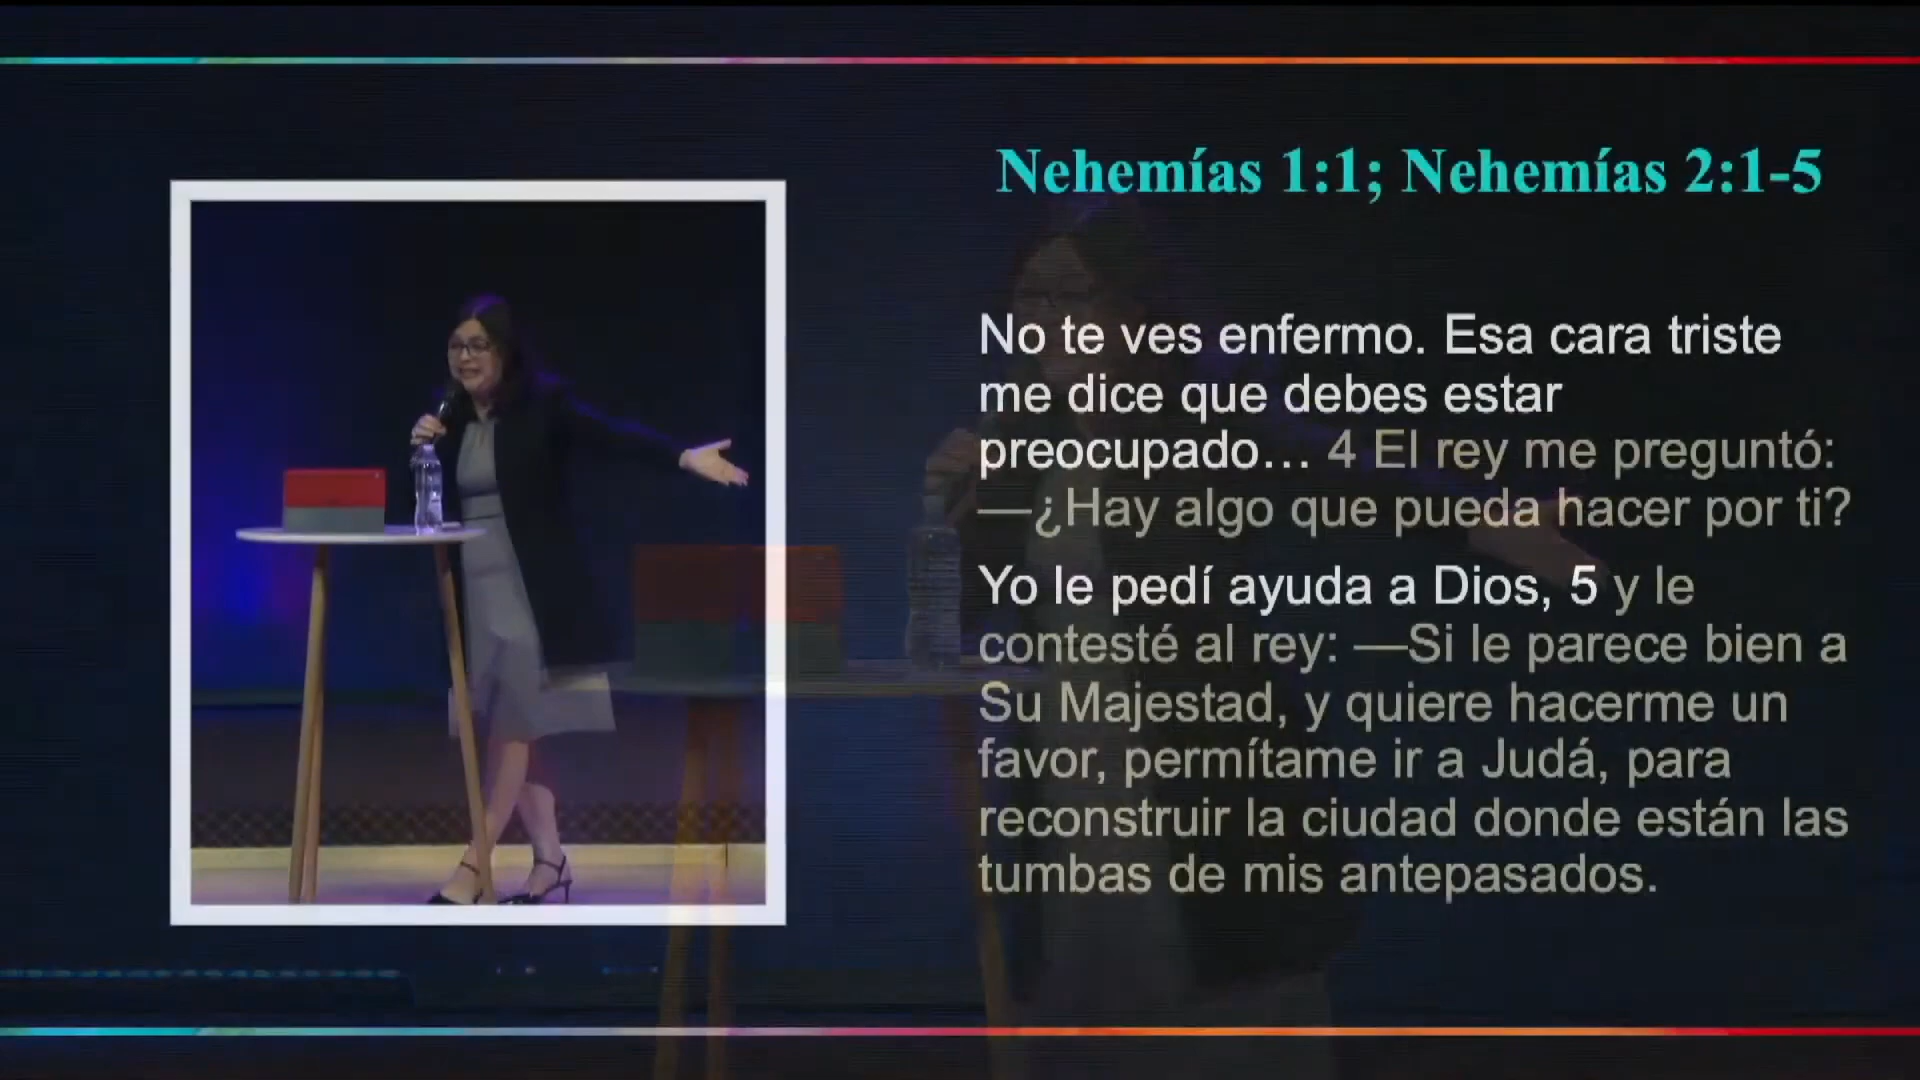 Nehemías 1:1; Nehemías 2:1-5
No te ves enfermo. Esa cara triste
me dice que debes estar
preocupado… 4 El rey me preguntó:
—¿Hay algo que pueda hacer por ti?
Yo le pedí ayuda a Dios, 5 y le
contesté al rey: —Si le parece bien a
Su Majestad, y quiere hacerme un
favor, permítame ir a Judá, para
reconstruir la ciudad donde están las
tumbas de mis antepasados.